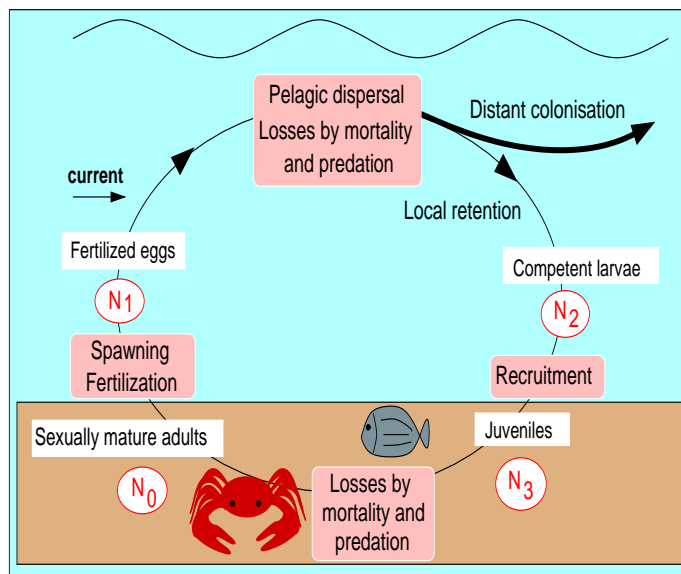 Pelagic dispersal
Losses by mortality
and predation
Distant colonisation
current
Local retention
Fertilized eggs
Competent larvae
N1
N2
Spawning
Fertilization
Recruitment
Sexually mature adults
Juveniles
N0
N3
Losses by
mortality and
predation